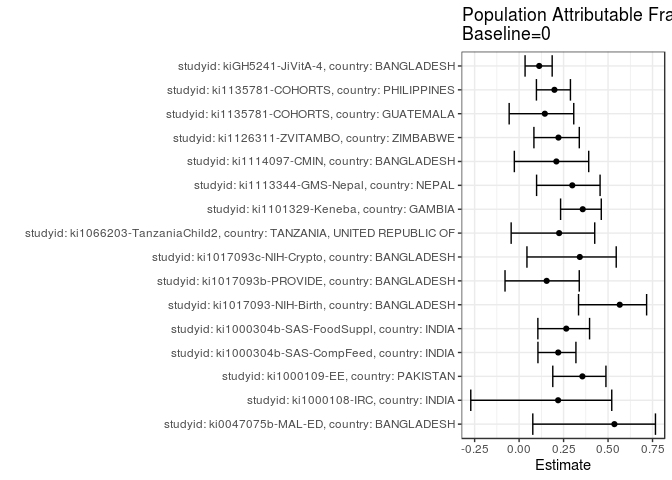 Population Attributable Fra
Baseline=0
studyid: kiGH5241-JiVitA-4, country: BANGLADESH
studyid: ki1135781-COHORTS, country: PHILIPPINES
studyid: ki1135781-COHORTS, country: GUATEMALA
studyid: ki1126311-ZVITAMBO, country: ZIMBABWE
studyid: ki1114097-CMIN, country: BANGLADESH
studyid: ki1113344-GMS-Nepal, country: NEPAL
studyid: ki1101329-Keneba, country: GAMBIA
studyid: ki1066203-TanzaniaChild2, country: TANZANIA, UNITED REPUBLIC OF
studyid: ki1017093c-NIH-Crypto, country: BANGLADESH
studyid: ki1017093b-PROVIDE, country: BANGLADESH
studyid: ki1017093-NIH-Birth, country: BANGLADESH
studyid: ki1000304b-SAS-FoodSuppl, country: INDIA
studyid: ki1000304b-SAS-CompFeed, country: INDIA
studyid: ki1000109-EE, country: PAKISTAN
studyid: ki1000108-IRC, country: INDIA
studyid: ki0047075b-MAL-ED, country: BANGLADESH
-0.25 0.00 0.25 0.50 0.75
Estimate